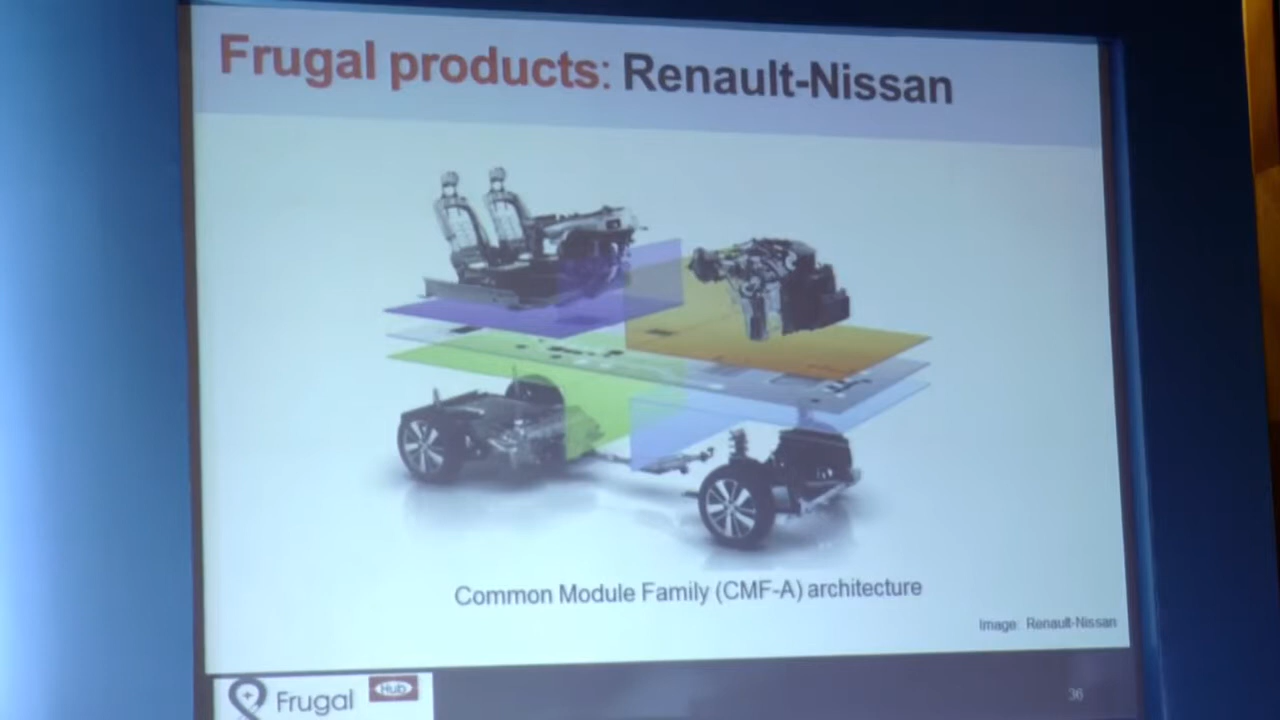 Frugal products: Renault-Nissan
Common Module Family (CMF-A) architecture
Image: Renault-Nissan
Frugal Hub
36